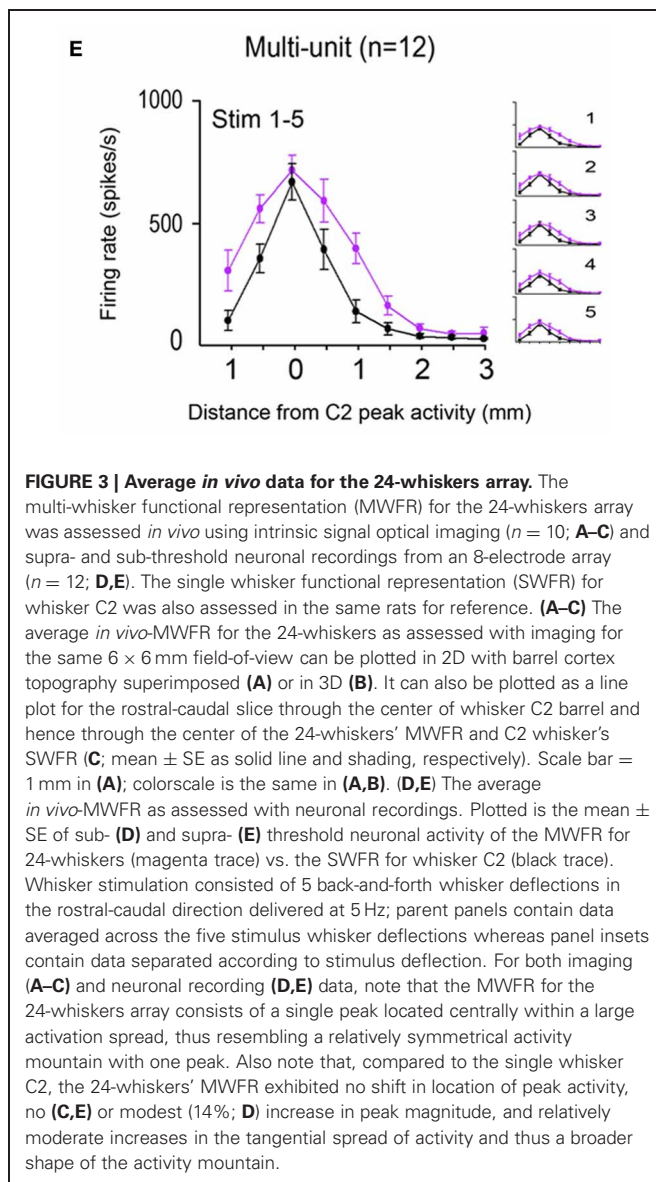 E
Multi-unit (n=12)
1000
500
0
Firing rate (spikes/s)
Stim 1-5
1
0
1
2
3
Distance from C2 peak activity (mm)
1
2
3
4
5
FIGURE 3 | Average in vivo data for the 24-whiskers array. The
multi-whisker functional representation (MWFR) for the 24-whiskers array
was assessed in vivo using intrinsic signal optical imaging (n = 10; A–C) and
supra- and sub-threshold neuronal recordings from an 8-electrode array
(n = 12; D,E). The single whisker functional representation (SWFR) for
whisker C2 was also assessed in the same rats for reference. (A–C) The
average in vivo-MWFR for the 24-whiskers as assessed with imaging for
the same 6 × 6 mm field-of-view can be plotted in 2D with barrel cortex
topography superimposed (A) or in 3D (B). It can also be plotted as a line
plot for the rostral-caudal slice through the center of whisker C2 barrel and
hence through the center of the 24-whiskers' MWFR and C2 whisker's
SWFR (C; mean ± SE as solid line and shading, respectively). Scale bar =
1 mm in (A); colorscale is the same in (A,B). (D,E) The average
in vivo-MWFR as assessed with neuronal recordings. Plotted is the mean ±
SE of sub- (D) and supra- (E) threshold neuronal activity of the MWFR for
24-whiskers (magenta trace) vs. the SWFR for whisker C2 (black trace).
Whisker stimulation consisted of 5 back-and-forth whisker deflections in
the rostral-caudal direction delivered at 5 Hz; parent panels contain data
averaged across the five stimulus whisker deflections whereas panel insets
contain data separated according to stimulus deflection. For both imaging
(A–C) and neuronal recording (D,E) data, note that the MWFR for the
24-whiskers array consists of a single peak located centrally within a large
activation spread, thus resembling a relatively symmetrical activity
mountain with one peak. Also note that, compared to the single whisker
C2, the 24-whiskers' MWFR exhibited no shift in location of peak activity,
no (C,E) or modest (14%; D) increase in peak magnitude, and relatively
moderate increases in the tangential spread of activity and thus a broader
shape of the activity mountain.